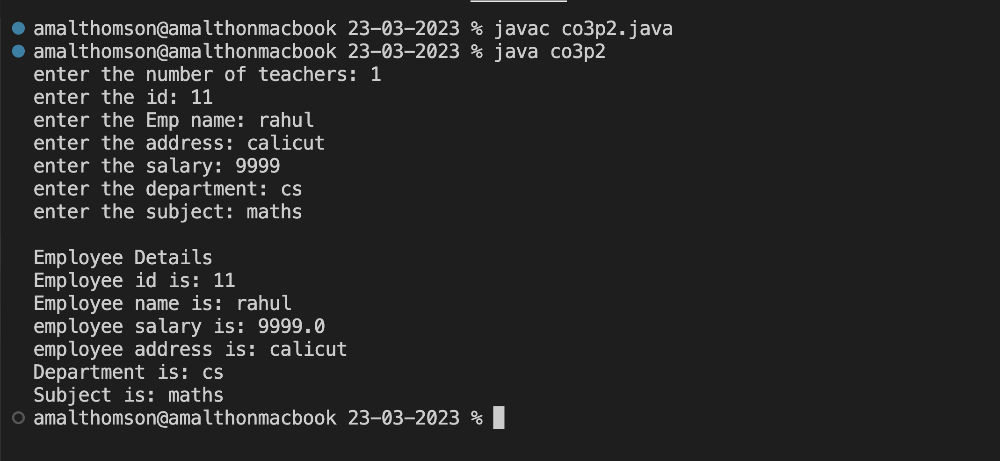 amalthomson@amalthonmacbook 23-03-2023 % javac co3p2.java
amalthomson@amalthonmacbook 23-03-2023 % java co3p2
enter the number of teachers: 1
enter the id: 11
enter the Emp name: rahul
enter the address: calicut
enter the salary: 9999
enter the department: cs
enter the subject: maths

Employee Details
Employee id is: 11
Employee name is: rahul
employee salary is: 9999.0
employee address is: calicut
Department is: cs
Subject is: maths
amalthomson@amalthonmacbook 23-03-2023 %